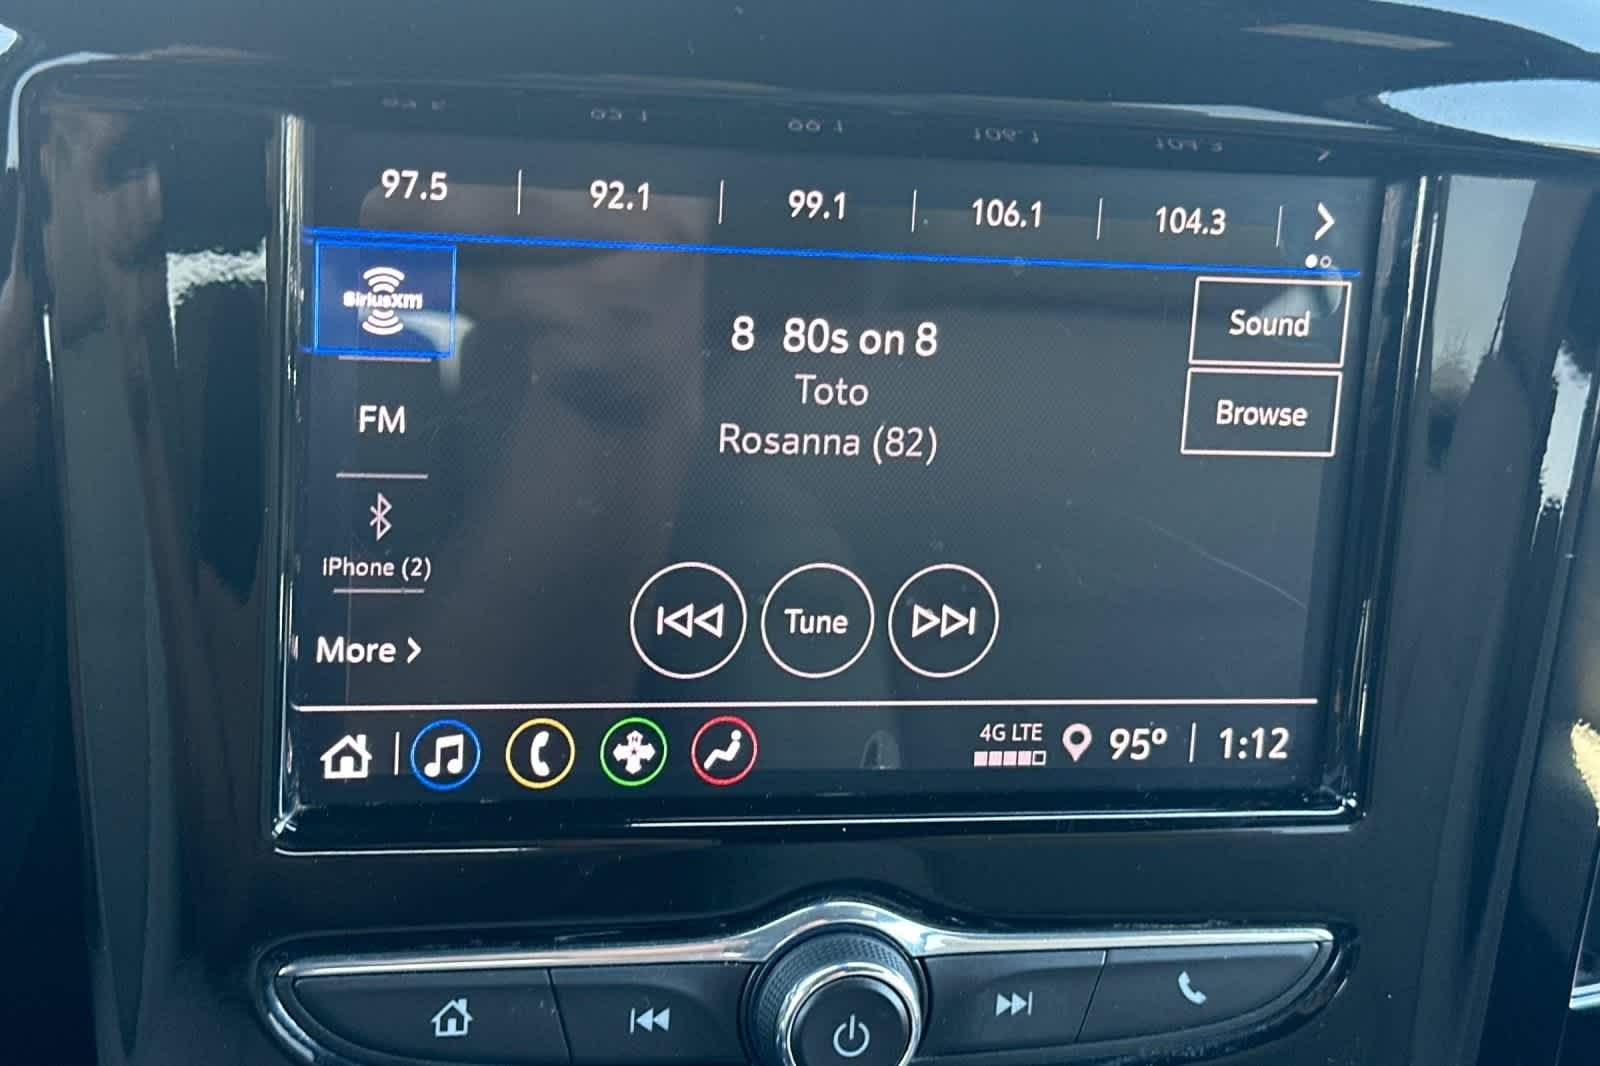 97.5 | 92.1 | 99.1 | 106.1 | 104.3
SiriusXM
8 80s on 8
Sound
Toto
Browse
FM
Rosanna (82)
iPhone (2)
Tune
More
4G LTE
95° | 1:12